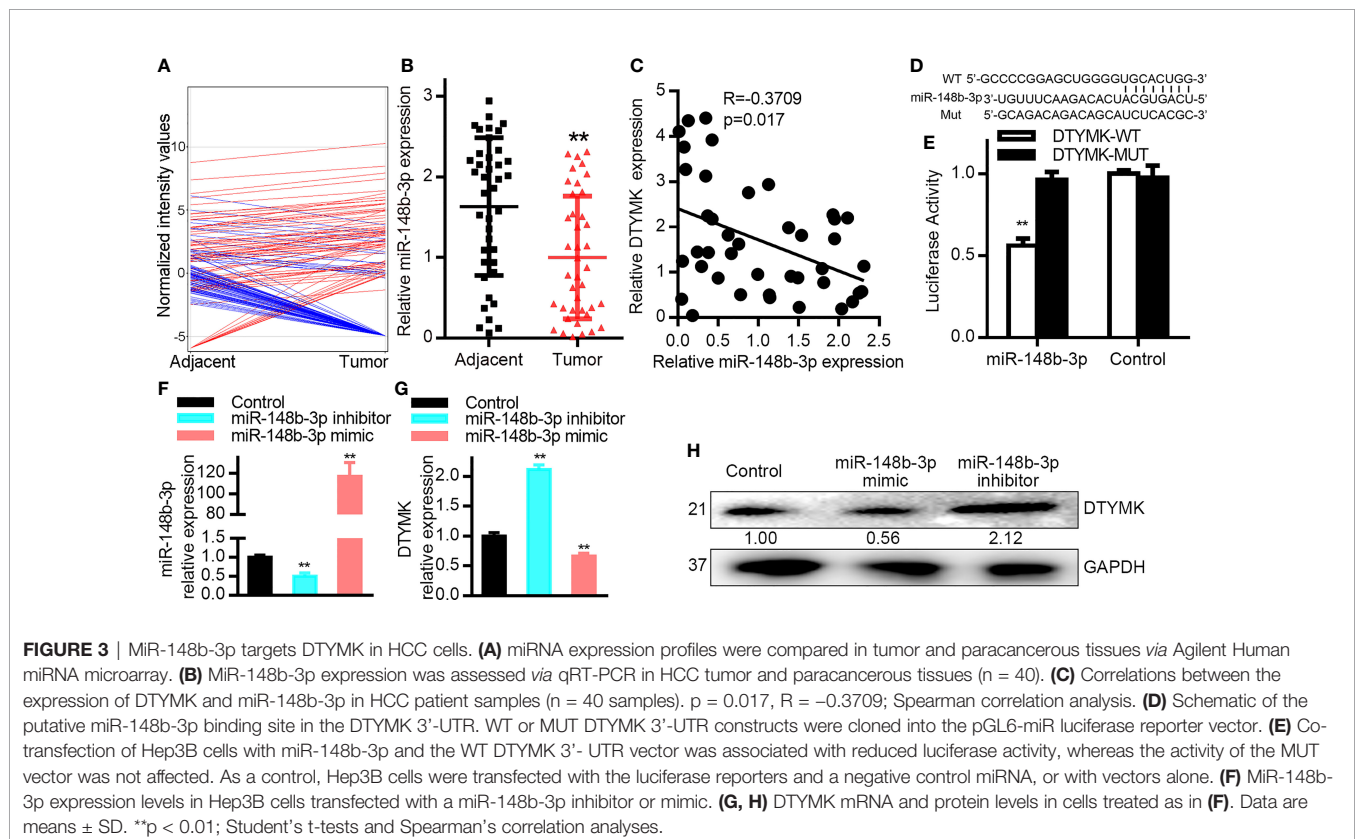 A
Normalized intensity values
10
5
0
-5
Adjacent Tumor
B
Relative miR-148b-3p expression
3
2
1
0
**
Adjacent Tumor
C
Relative DTYMK expression
5
4
3
2
1
0
R=-0.3709
p=0.017
0.0 0.5 1.0 1.5 2.0 2.5
Relative miR-148b-3p expression
D
WT 5'-GCCCCGGAGCUGGGGUGCACUGG-3'
miR-148b-3p 3'-UGUUUCAAGACACUACGUGACU-5'
Mut 5'-GCAGACAGACAGCAUCUCACGC-3'
E
DTYMK-WT
DTYMK-MUT
Luciferase Activity
1.0
0.5
0.0
**
miR-148b-3p Control
F
Control
miR-148b-3p inhibitor
miR-148b-3p mimic
miR-148b-3p
relative expression
120
100
80
1.0
0.5
0.0
**
**
G
Control
miR-148b-3p inhibitor
miR-148b-3p mimic
DTYMK
relative expression
2.0
1.5
1.0
0.5
0.0
**
**
H
Control miR-148b-3p mimic miR-148b-3p inhibitor
21 DTYMK
1.00 0.56 2.12
37 GAPDH
FIGURE 3 | MiR-148b-3p targets DTYMK in HCC cells. (A) miRNA expression profiles were compared in tumor and paracancerous tissues via Agilent Human
miRNA microarray. (B) MiR-148b-3p expression was assessed via qRT-PCR in HCC tumor and paracancerous tissues (n = 40). (C) Correlations between the
expression of DTYMK and miR-148b-3p in HCC patient samples (n = 40 samples). p = 0.017, R = −0.3709; Spearman correlation analysis. (D) Schematic of the
putative miR-148b-3p binding site in the DTYMK 3’-UTR. WT or MUT DTYMK 3’-UTR constructs were cloned into the pGL6-miR luciferase reporter vector. (E) Co-
transfection of Hep3B cells with miR-148b-3p and the WT DTYMK 3’- UTR vector was associated with reduced luciferase activity, whereas the activity of the MUT
vector was not affected. As a control, Hep3B cells were transfected with the luciferase reporters and a negative control miRNA, or with vectors alone. (F) MiR-148b-
3p expression levels in Hep3B cells transfected with a miR-148b-3p inhibitor or mimic. (G, H) DTYMK mRNA and protein levels in cells treated as in (F). Data are
means ± SD. **p < 0.01; Student’s t-tests and Spearman’s correlation analyses.